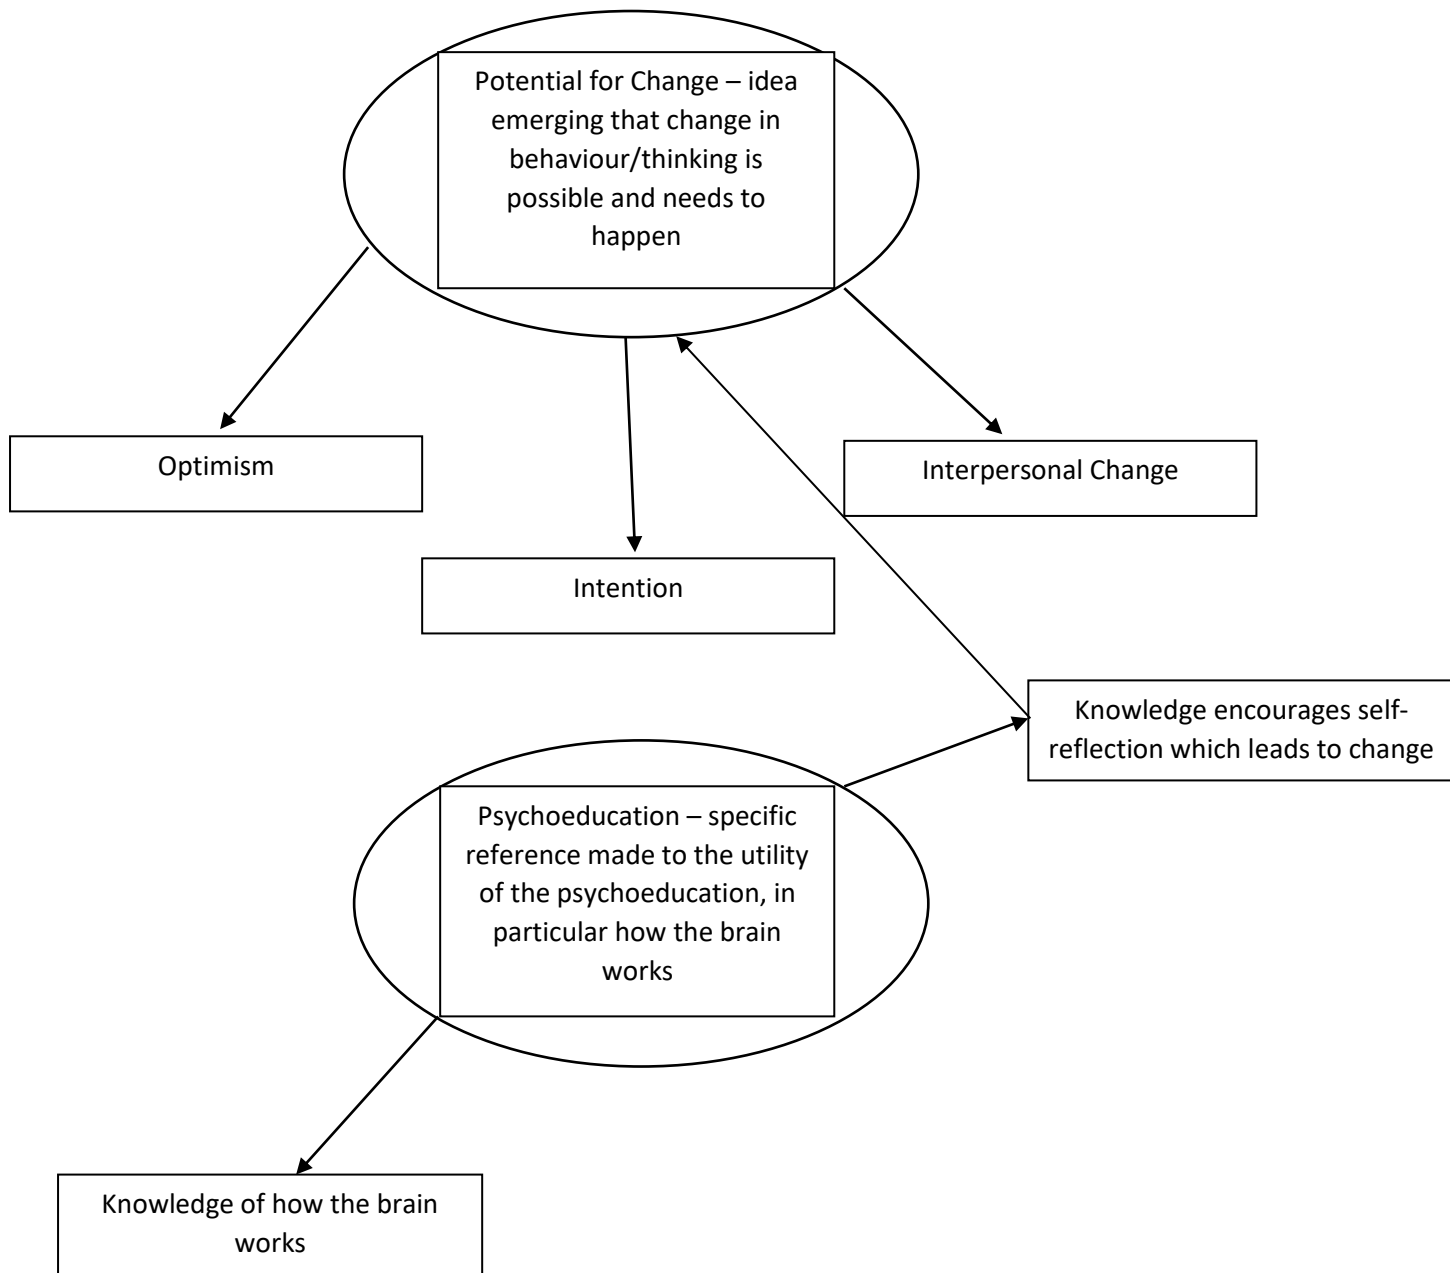 Potential for Change – idea
emerging that change in
behaviour/thinking is
possible and needs to
happen
Optimism
Interpersonal Change
Intention
Knowledge encourages self-
reflection which leads to change
Psychoeducation – specific
reference made to the utility
of the psychoeducation, in
particular how the brain
works
Knowledge of how the brain
works